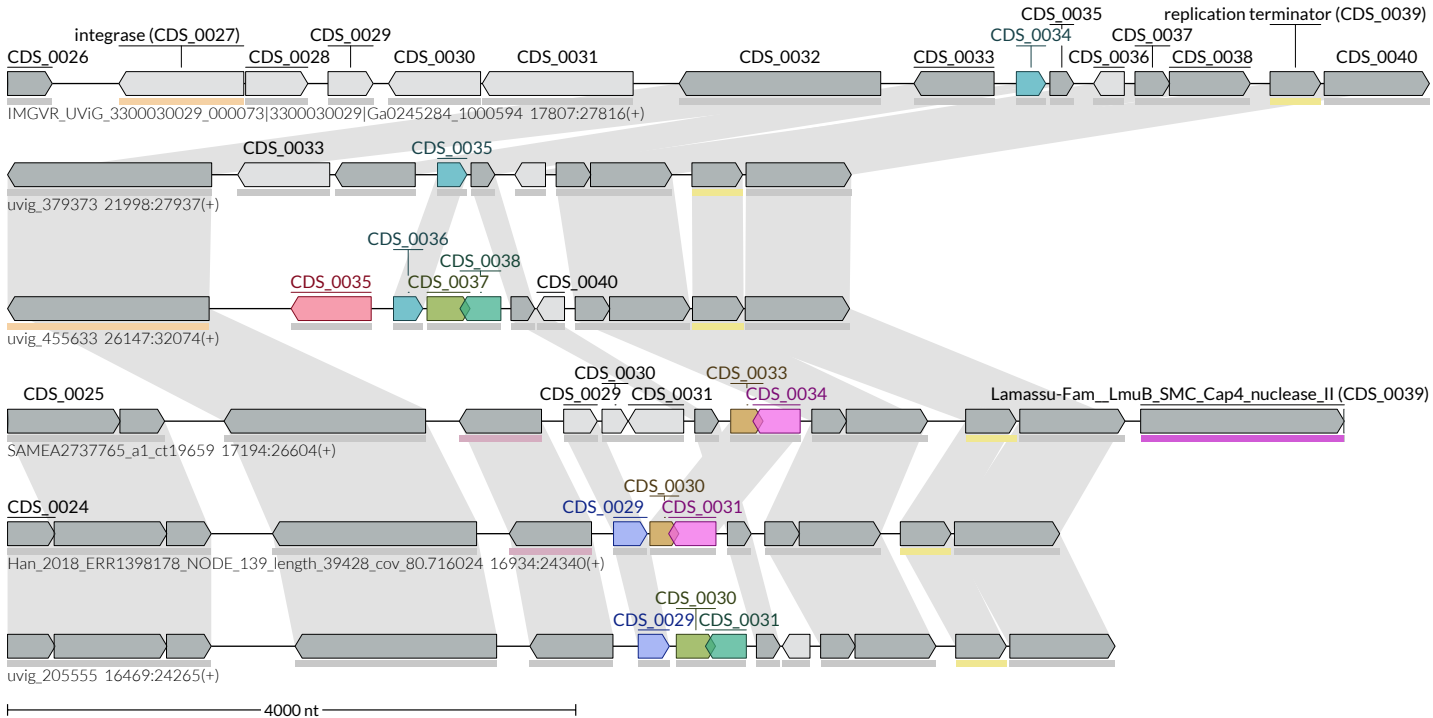 CDS_0035 replication terminator (CDS_0039)
integrase (CDS_0027) CDS_0029 CDS_0034 CDS_0037
CDS_0026 CDS_0028 CDS_0030 CDS_0031 CDS_0032 CDS_0033 CDS_0036 CDS_0038 CDS_0040
IMGVR_UViG_3300030029_000073|3300030029|Ga0245284_1000594 17807:27816(+)
CDS_0033 CDS_0035
uvig_379373 21998:27937(+)
CDS_0036
CDS_0038
CDS_0035 CDS_0037 CDS_0040
uvig_455633 26147:32074(+)
CDS_0030 CDS_0033
CDS_0025 CDS_0029 CDS_0031 CDS_0034 Lamassu-Fam__LmuB_SMC_Cap4_nuclease_II (CDS_0039)
SAMEA2737765_a1_ct19659 17194:26604(+)
CDS_0030
CDS_0024 CDS_0029 CDS_0031
Han_2018_ERR1398178_NODE_139_length_39428_cov_80.716024 16934:24340(+)
CDS_0030
CDS_0029 CDS_0031
uvig_205555 16469:24265(+)
4000 nt